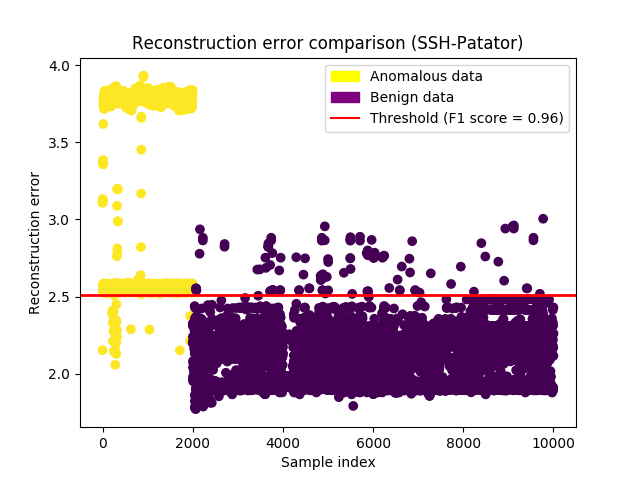 Reconstruction error comparison (SSH-Patator)
Anomalous data
Benign data
Threshold (F1 score = 0.96)
Reconstruction error
4.0
3.5
3.0
2.5
2.0
0
2000
4000
6000
8000
10000
Sample index